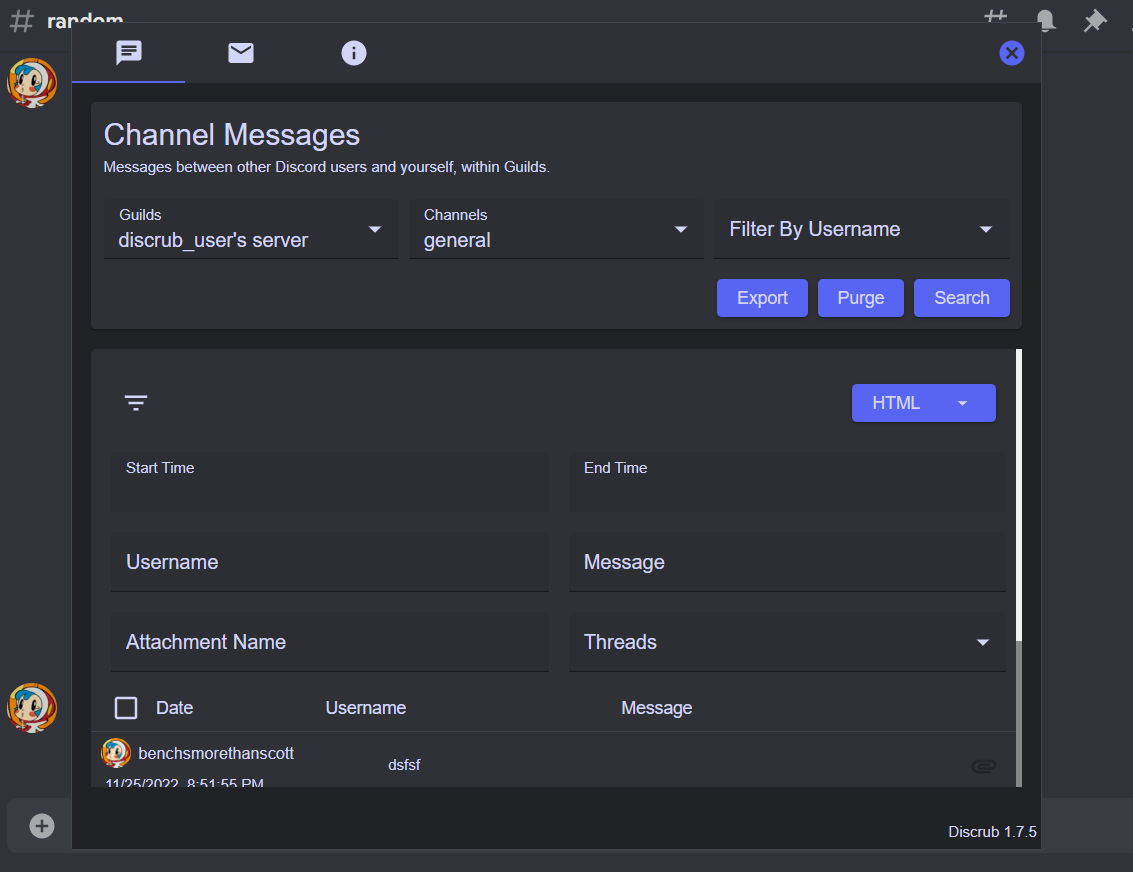 # random
Channel Messages
Messages between other Discord users and yourself, within Guilds.
Guilds
discrub_user's server
Channels
general
Filter By Username
Export
Purge
Search
HTML
Start Time
End Time
Username
Message
Attachment Name
Threads
Date
Username
Message
benchsmorethanscott
dsfsf
11/25/2022, 8:51:55 PM
Discrub 1.7.5